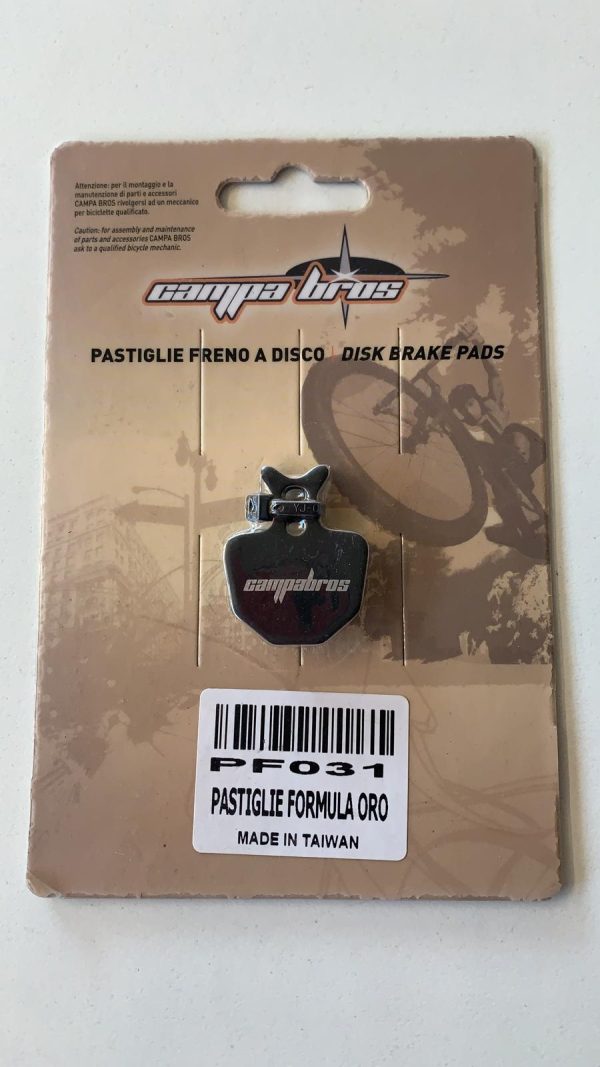 Attenzione: per il montaggio e la
manutenzione di parti e accessori
CAMPA BROS rivolgersi ad un meccanico
per biciclette qualificato.
Caution: for assembly and maintenance
of parts and accessories CAMPA BROS
ask to a qualified bicycle mechanic.
campa bros
PASTIGLIE FRENO A DISCO | DISK BRAKE PADS
campabros
PF031
PASTIGLIE FORMULA ORO
MADE IN TAIWAN